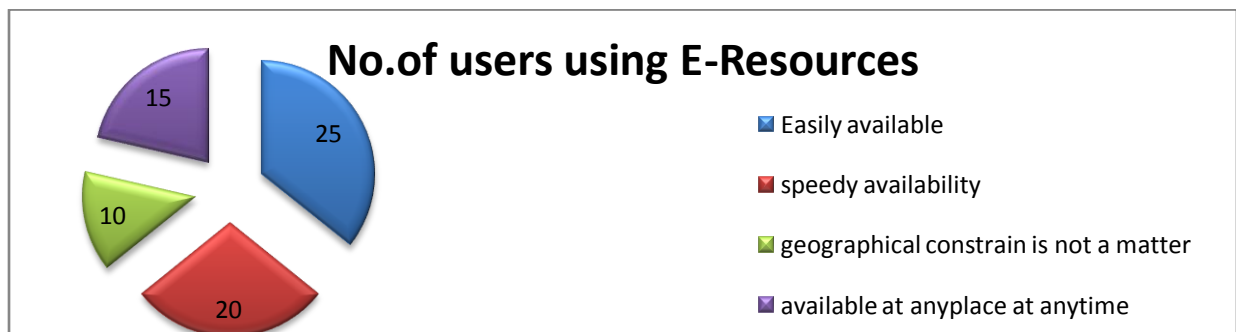 No.of users using E-Resources
15
25
10
20
Easily available
speedy availability
geographical constrain is not a matter
available at anyplace at anytime